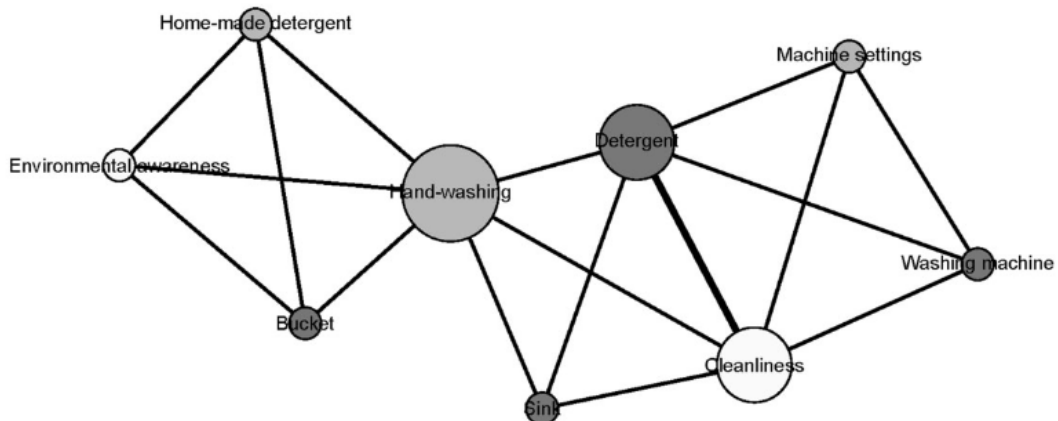 Home-made detergent
Machine settings
Detergent
Environmental awareness
Hand-washing
Washing machine
Bucket
Cleanliness
Sink